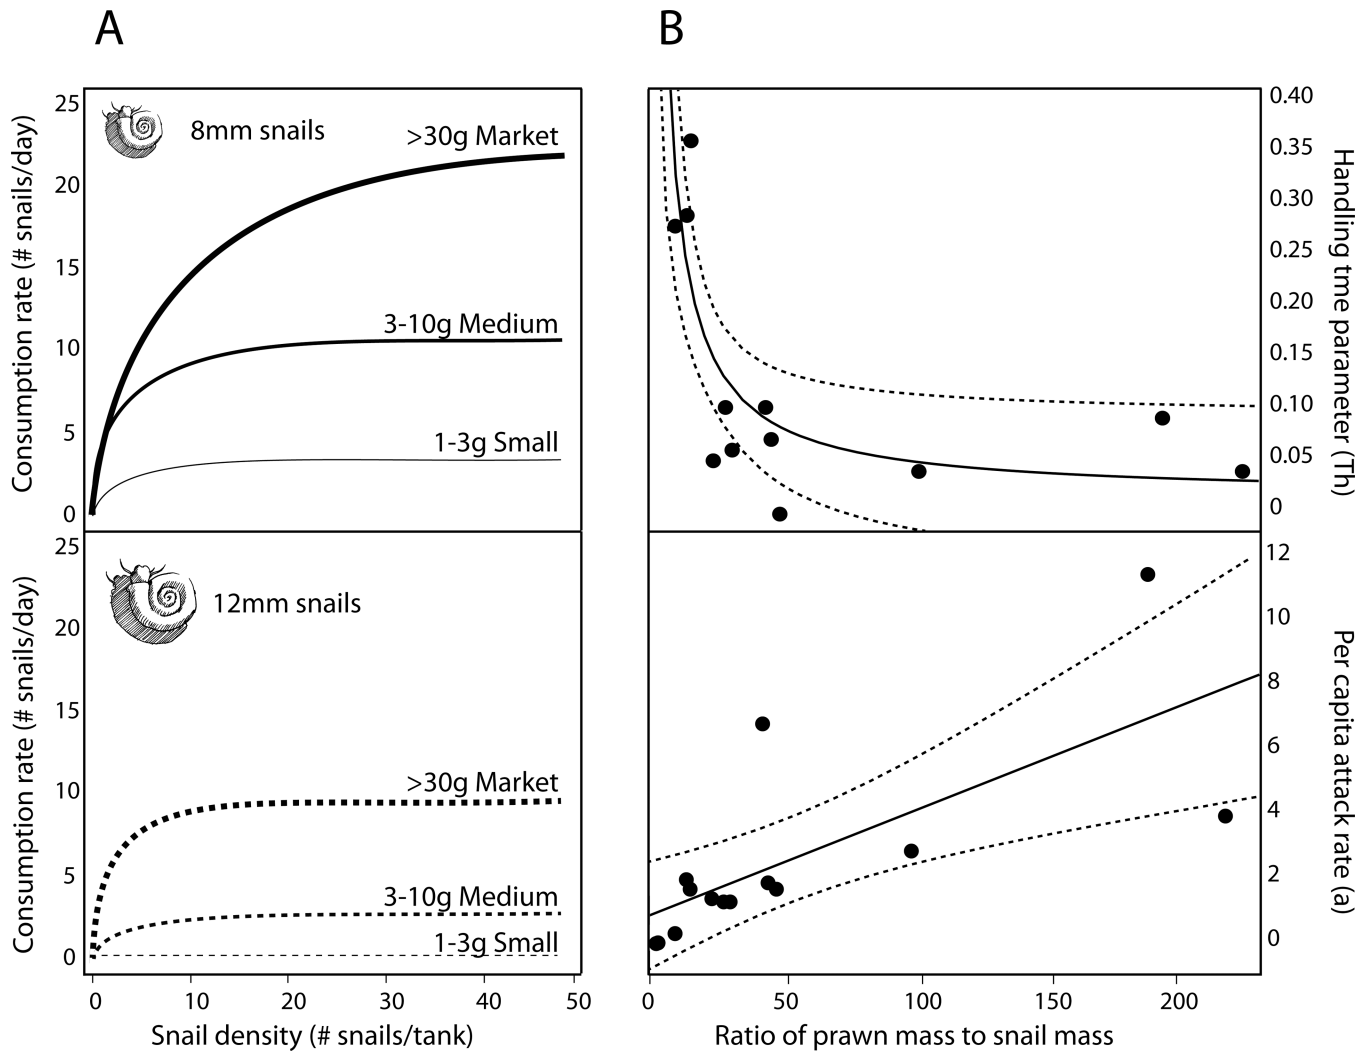 A
B
25
20
15
10
5
0
Consumption rate (# snails/day)
8mm snails
>30g Market
3-10g Medium
1-3g Small
0.40
0.35
0.30
0.25
0.20
0.15
0.10
0.05
0
Handling tme parameter (Th)
25
20
15
10
5
0
Consumption rate (# snails/day)
12mm snails
>30g Market
3-10g Medium
1-3g Small
0 10 20 30 40 50
Snail density (# snails/tank)
12
10
8
6
4
2
0
Per capita attack rate (a)
0 50 100 150 200
Ratio of prawn mass to snail mass